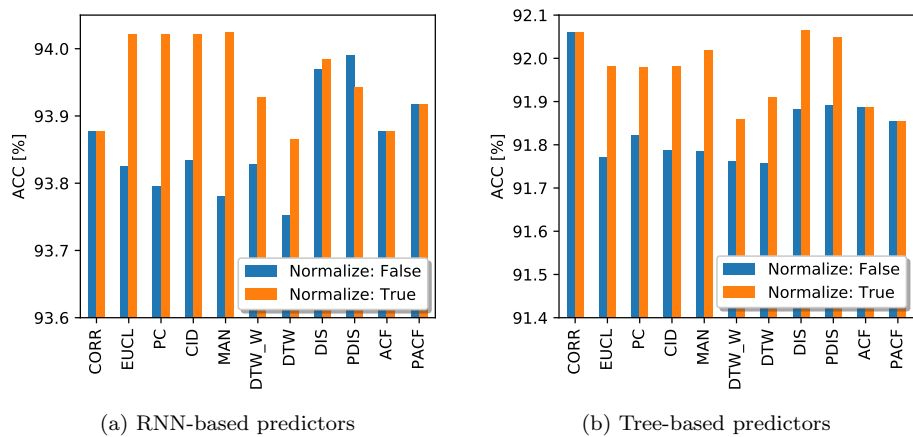 94.0
93.9
93.8
93.7
93.6
ACC [%]
Normalize: False
Normalize: True
CORR
EUCL
PC
CID
MAN
DTW_W
DTW
DIS
PDIS
ACF
PACF
(a) RNN-based predictors
92.1
92.0
91.9
91.8
91.7
91.6
91.5
91.4
ACC [%]
Normalize: False
Normalize: True
CORR
EUCL
PC
CID
MAN
DTW_W
DTW
DIS
PDIS
ACF
PACF
(b) Tree-based predictors